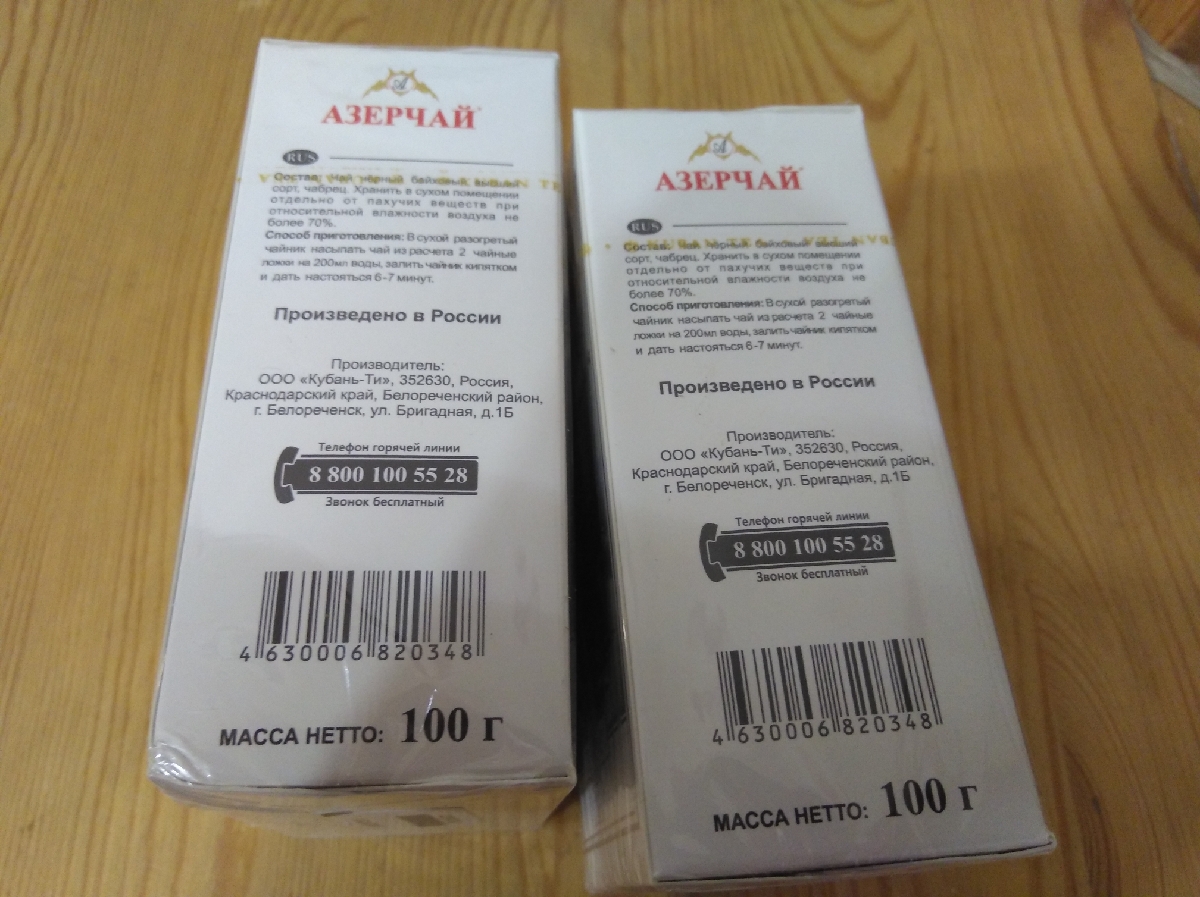 АЗЕРЧАЙ
RUS
Состав: Чай чёрный байховый высший
сорт, чабрец. Хранить в сухом помещении
отдельно от пахучих веществ при
относительной влажности воздуха не
более 70%.
Способ приготовления: В сухой разогретый
чайник насыпать чай из расчета 2 чайные
ложки на 200мл воды, залить чайник кипятком
и дать настояться 6-7 минут.
Произведено в России
Производитель:
ООО «Кубань-Ти», 352630, Россия,
Краснодарский край, Белореченский район,
г. Белореченск, ул. Бригадная, д.1Б
Телефон горячей линии
8 800 100 55 28
Звонок бесплатный
4 630006 820348
МАССА НЕТТО: 100 г
АЗЕРЧАЙ
RUS
Состав: Чай чёрный байховый высший
сорт, чабрец. Хранить в сухом помещении
отдельно от пахучих веществ при
относительной влажности воздуха не
более 70%.
Способ приготовления: В сухой разогретый
чайник насыпать чай из расчета 2 чайные
ложки на 200мл воды, залить чайник кипятком
и дать настояться 6-7 минут.
Произведено в России
Производитель:
ООО «Кубань-Ти», 352630, Россия,
Краснодарский край, Белореченский район,
г. Белореченск, ул. Бригадная, д.1Б
Телефон горячей линии
8 800 100 55 28
Звонок бесплатный
4 630006 820348
МАССА НЕТТО: 100 г